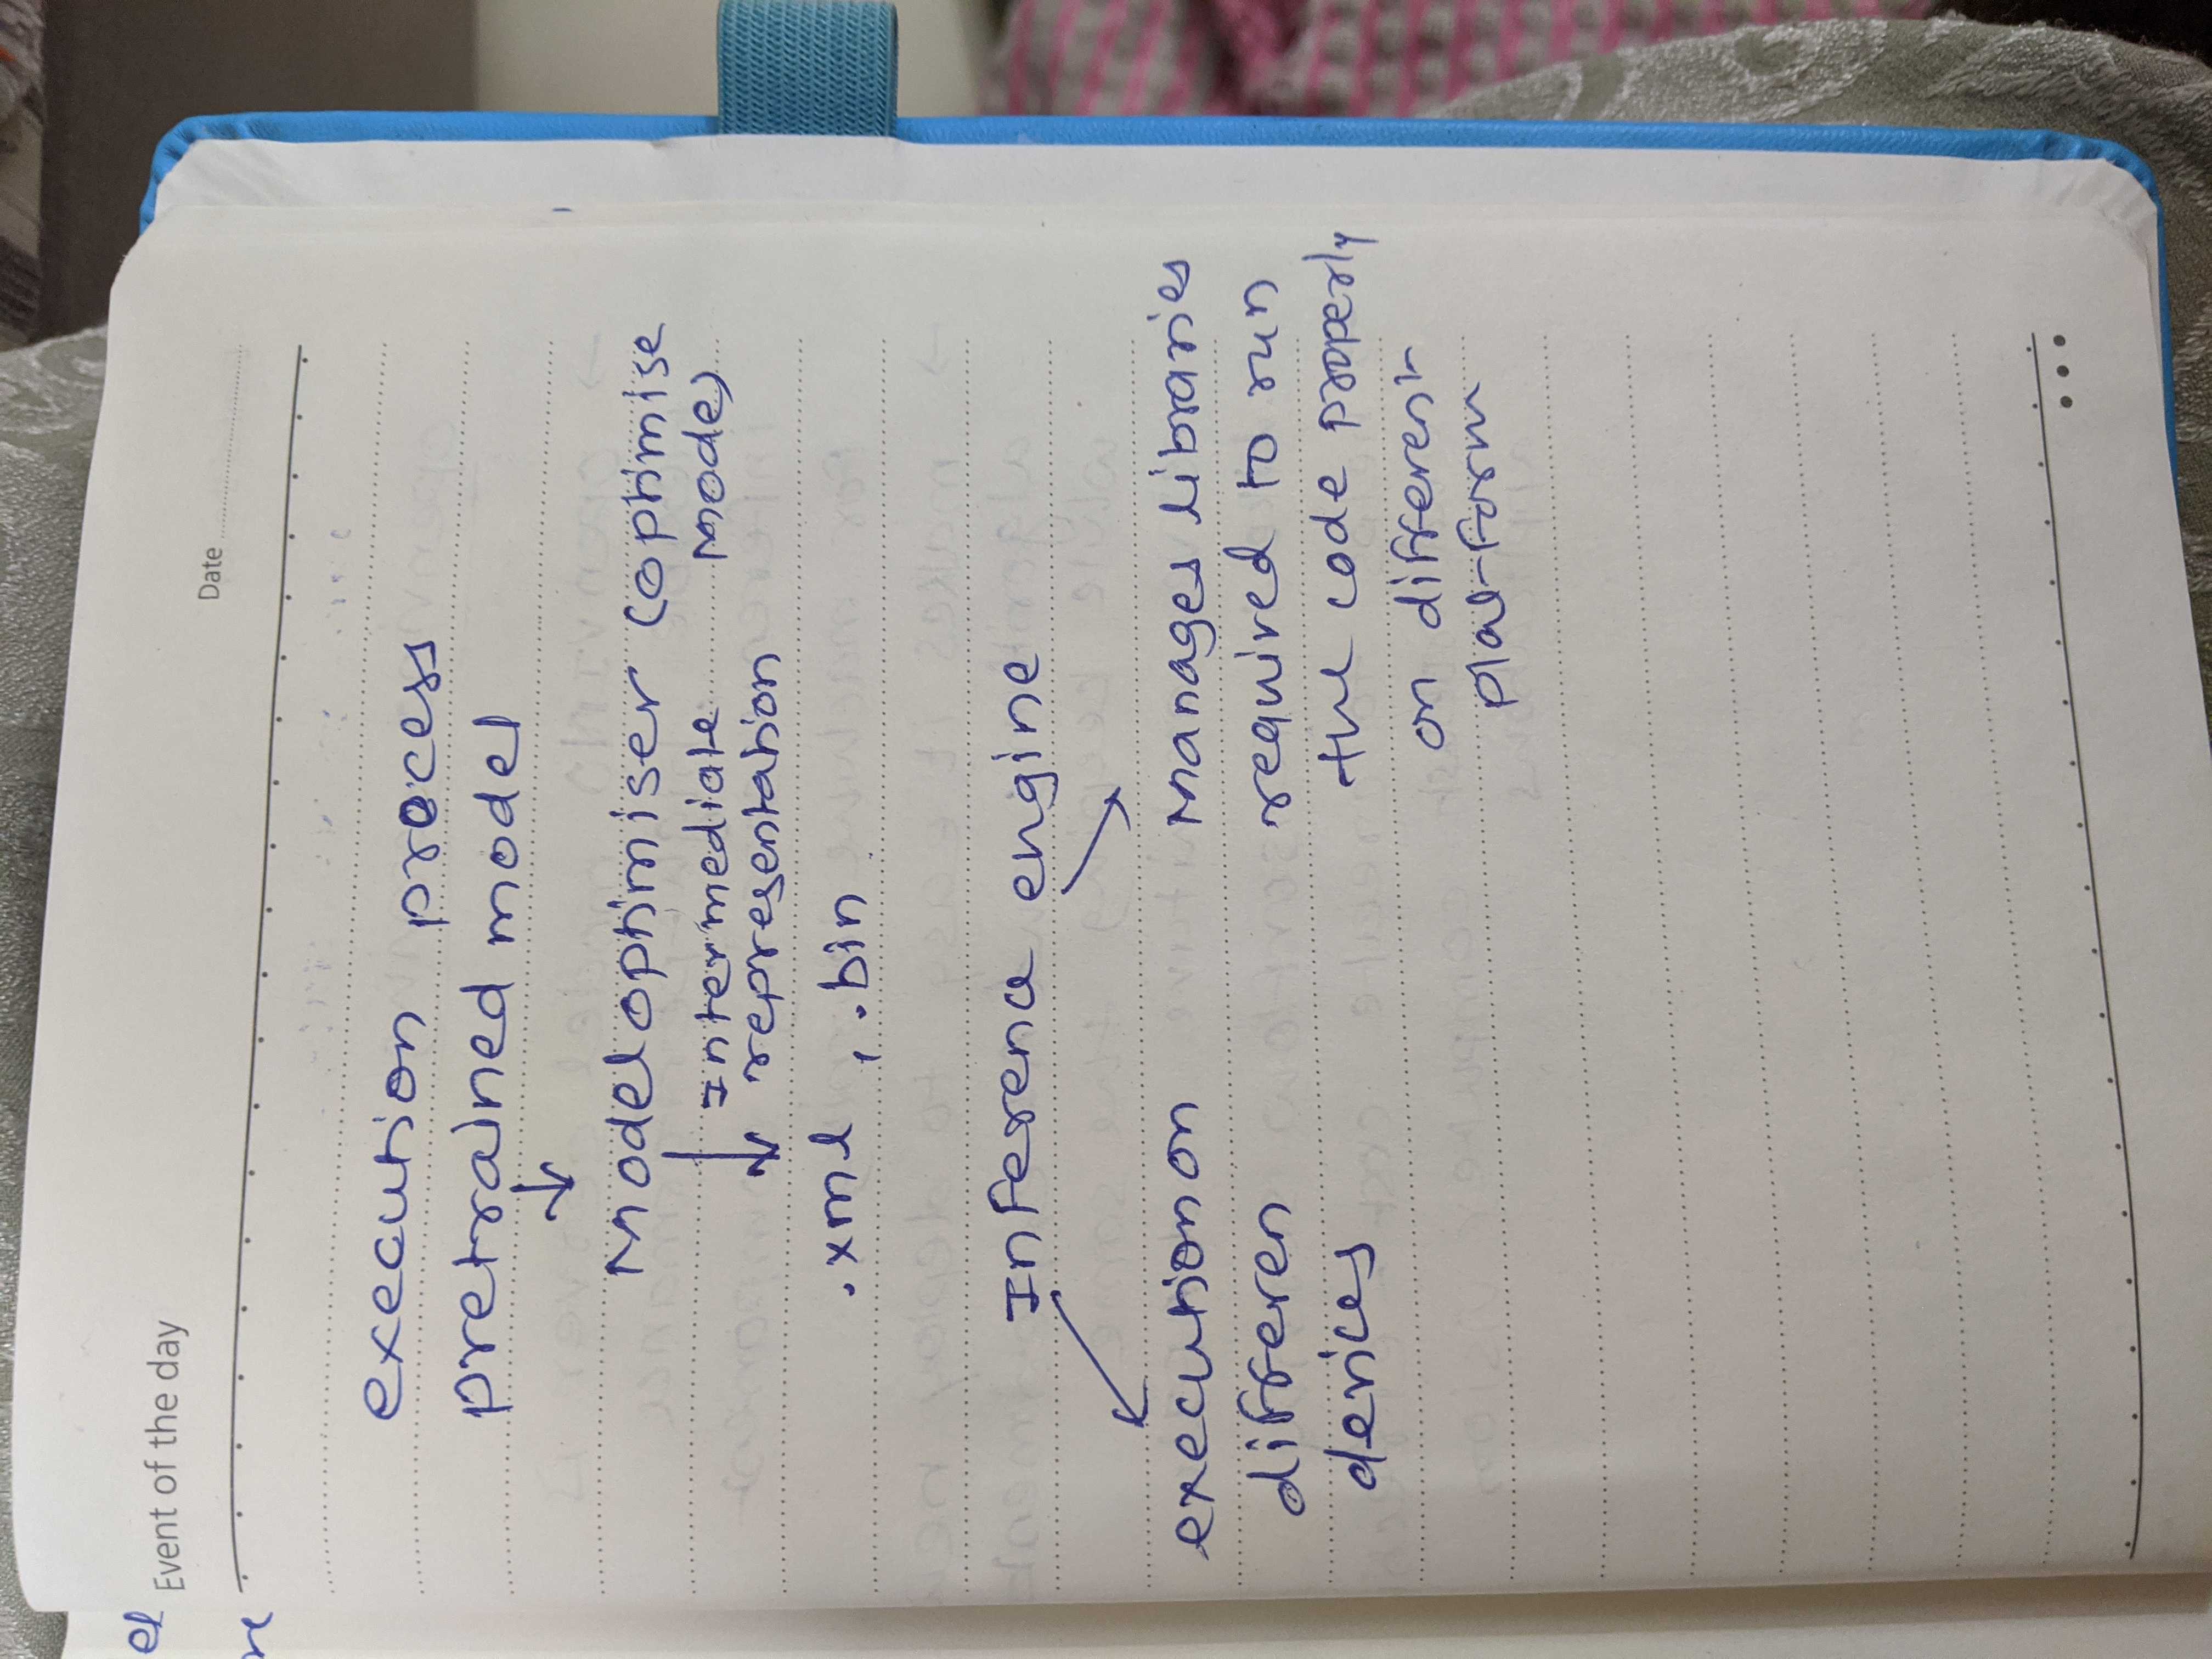 Event of the day
Date
execution process
pretrained model
Model optimiser (optimise
model)
Intermediate
representation
.xml, .bin
Inference engine
execution on
differen
devices
manages libraries
required to run
the code properly
on different
platform
el